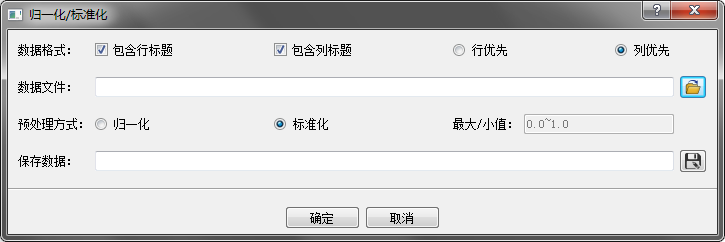 归一化/标准化
数据格式： 包含行标题 包含列标题 行优先 列优先
数据文件：
预处理方式： 归一化 标准化 最大/小值： 0.0~1.0
保存数据：
确定 取消